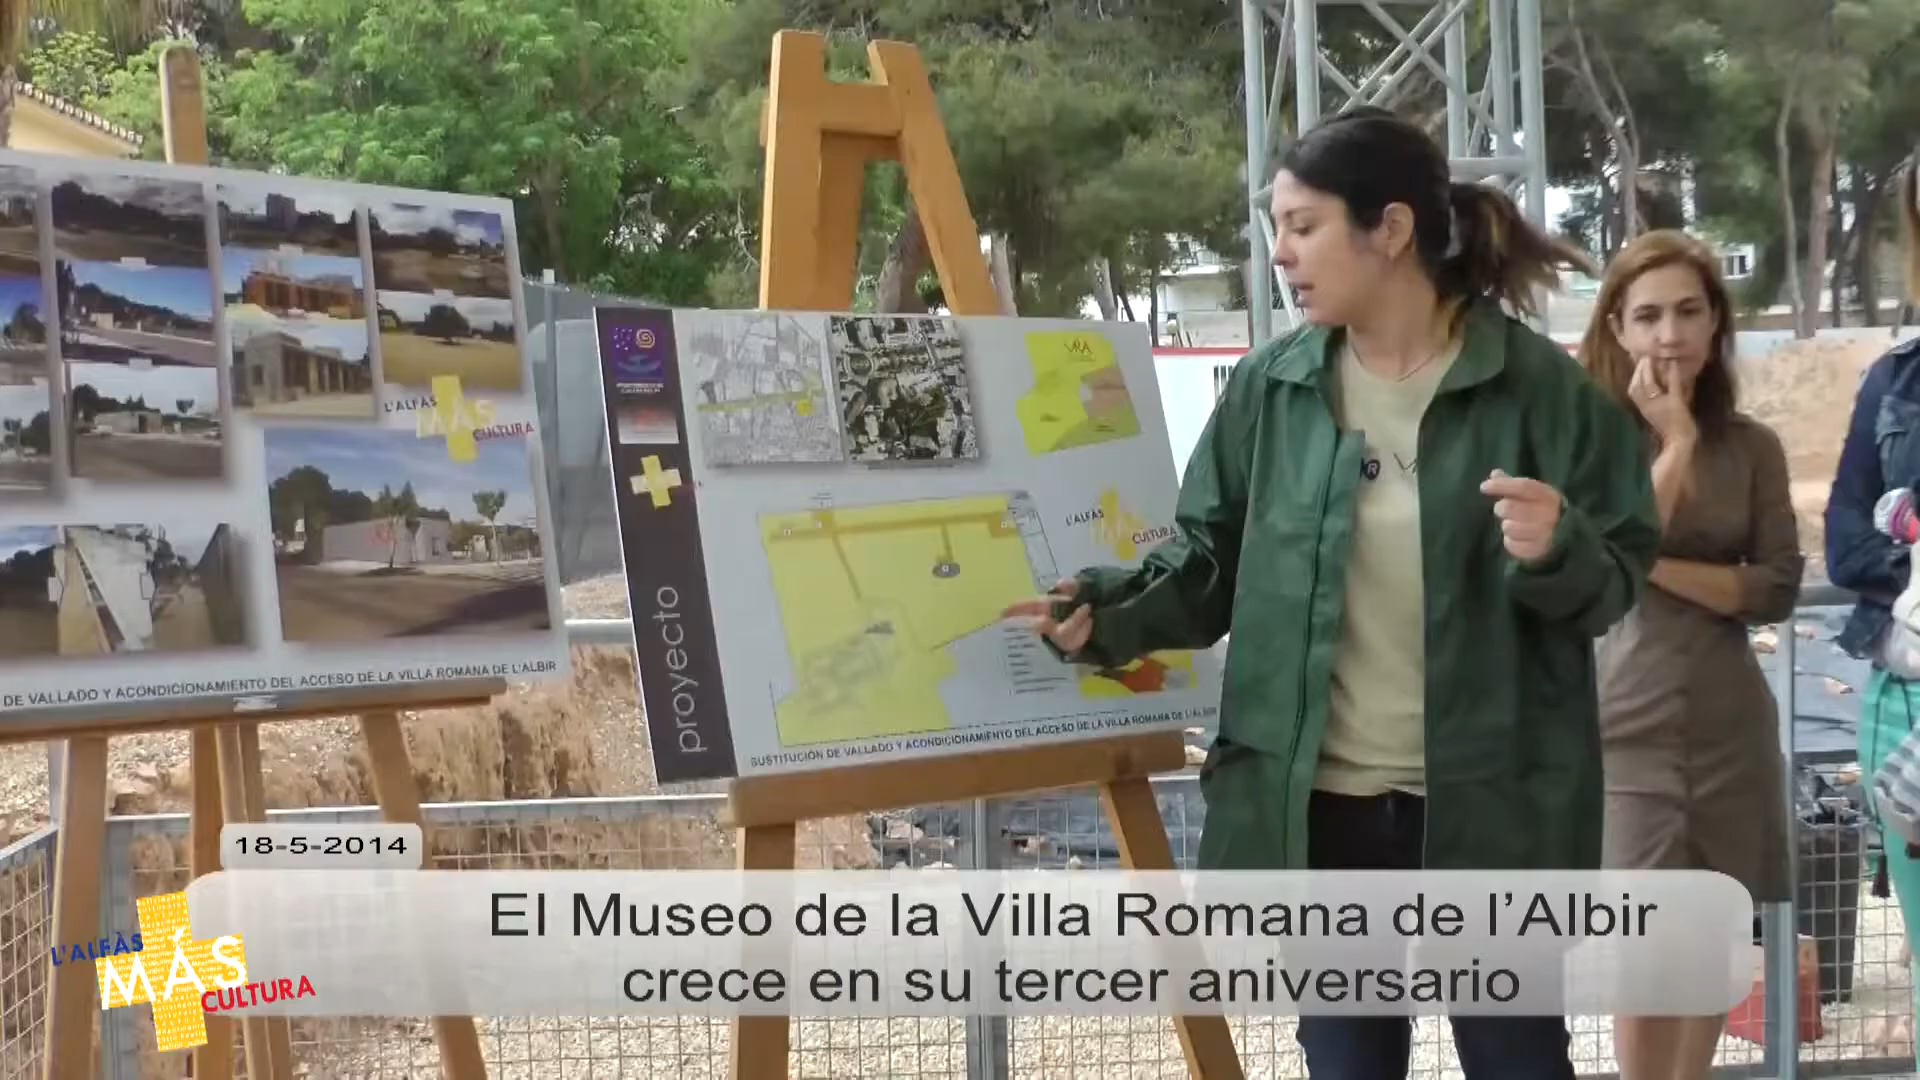 L'ALFÀS
MÁS
CULTURA
DE VALLADO Y ACONDICIONAMIENTO DEL ACCESO DE LA VILLA ROMANA DE L'ALBIR
VRA
L'ALFÀS
MÁS
CULTURA
proyecto
SUSTITUCIÓN DE VALLADO Y ACONDICIONAMIENTO DEL ACCESO DE LA VILLA ROMANA DE L'ALBIR
18-5-2014
El Museo de la Villa Romana de l’Albir
crece en su tercer aniversario
L'ALFÀS
MÁS
CULTURA